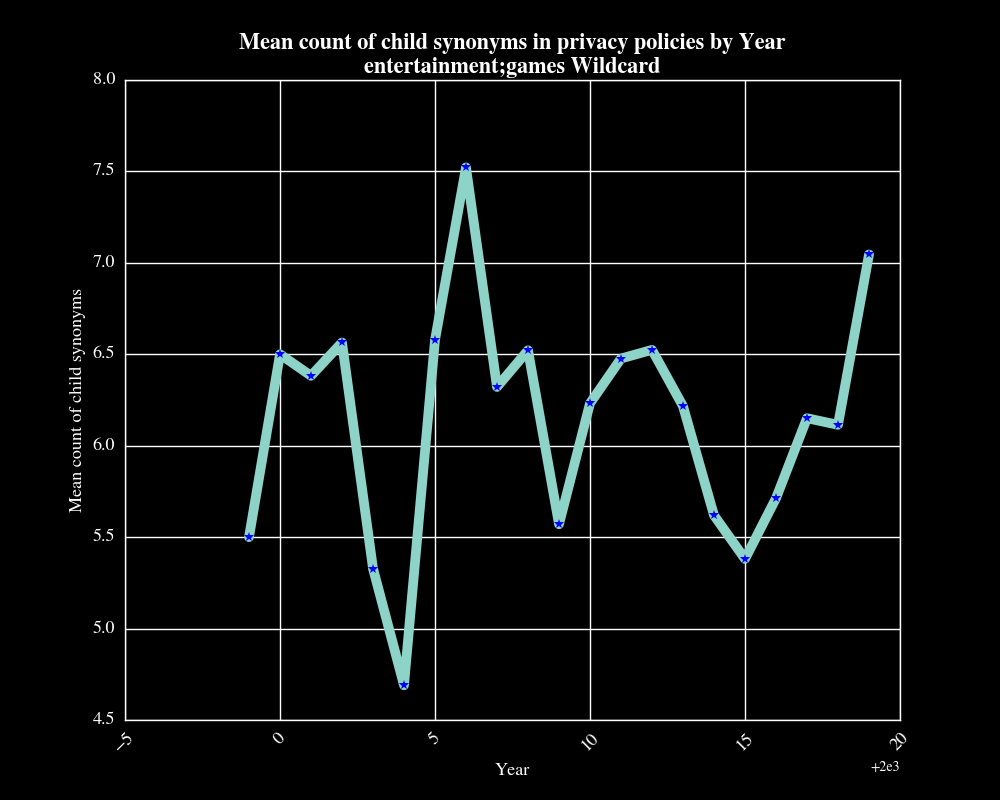 Mean count of child synonyms in privacy policies by Year
entertainment;games Wildcard
8.0
7.5
7.0
6.5
6.0
5.5
5.0
4.5
Mean count of child synonyms
−5
0
5
10
15
20
Year
+2e3